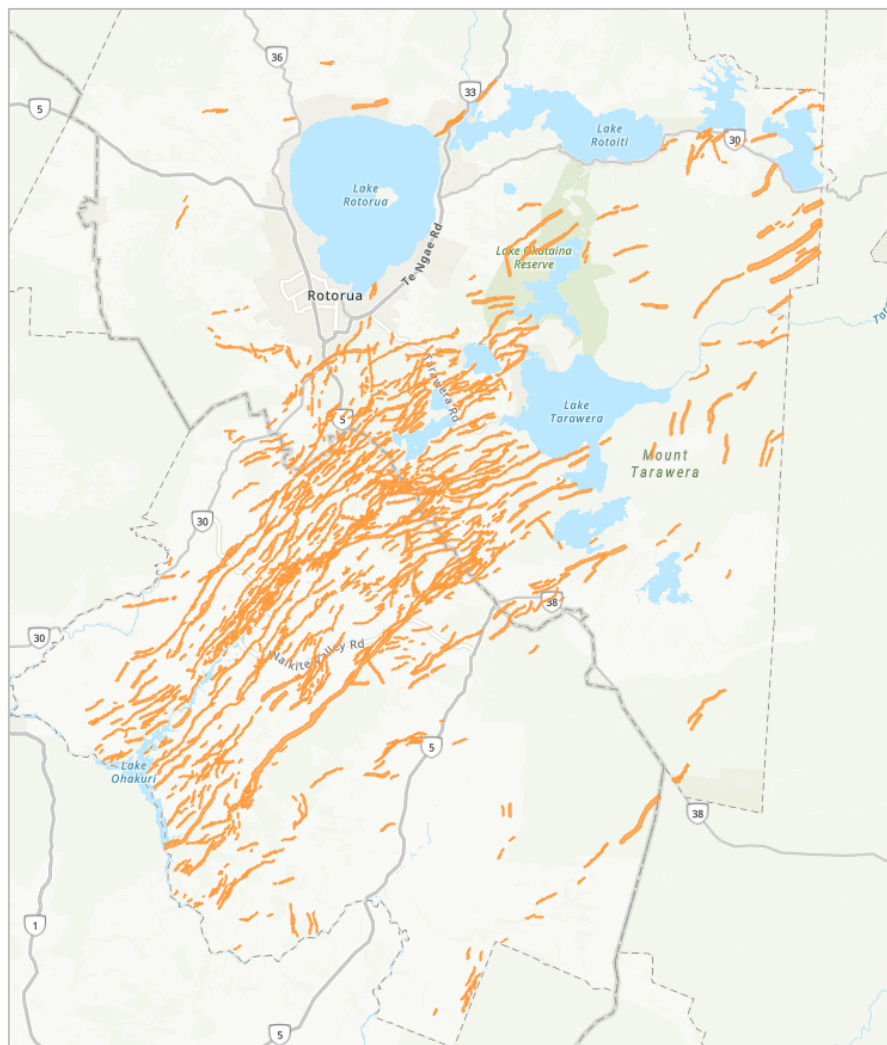 36
5
33
Lake
Rotoiti
30
Lake
Rotorua
Te Ngae Rd
Lake Okataina
Reserve
Rotorua
Tarawera Rd
5
Lake
Tarawera
Mount
Tarawera
30
38
30
Waikite Valley Rd
5
Lake
Ohakuri
38
1
5